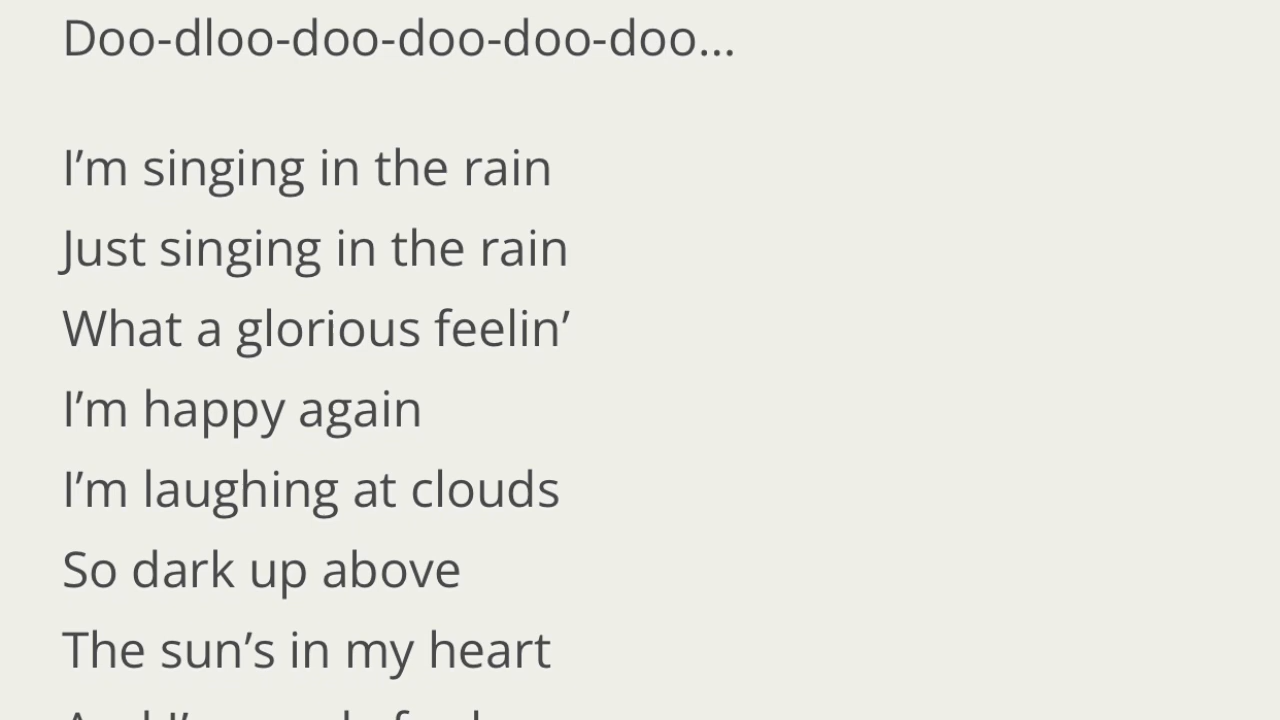 Doo-dloo-doo-doo-doo-doo...
I’m singing in the rain
Just singing in the rain
What a glorious feelin’
I’m happy again
I’m laughing at clouds
So dark up above
The sun’s in my heart